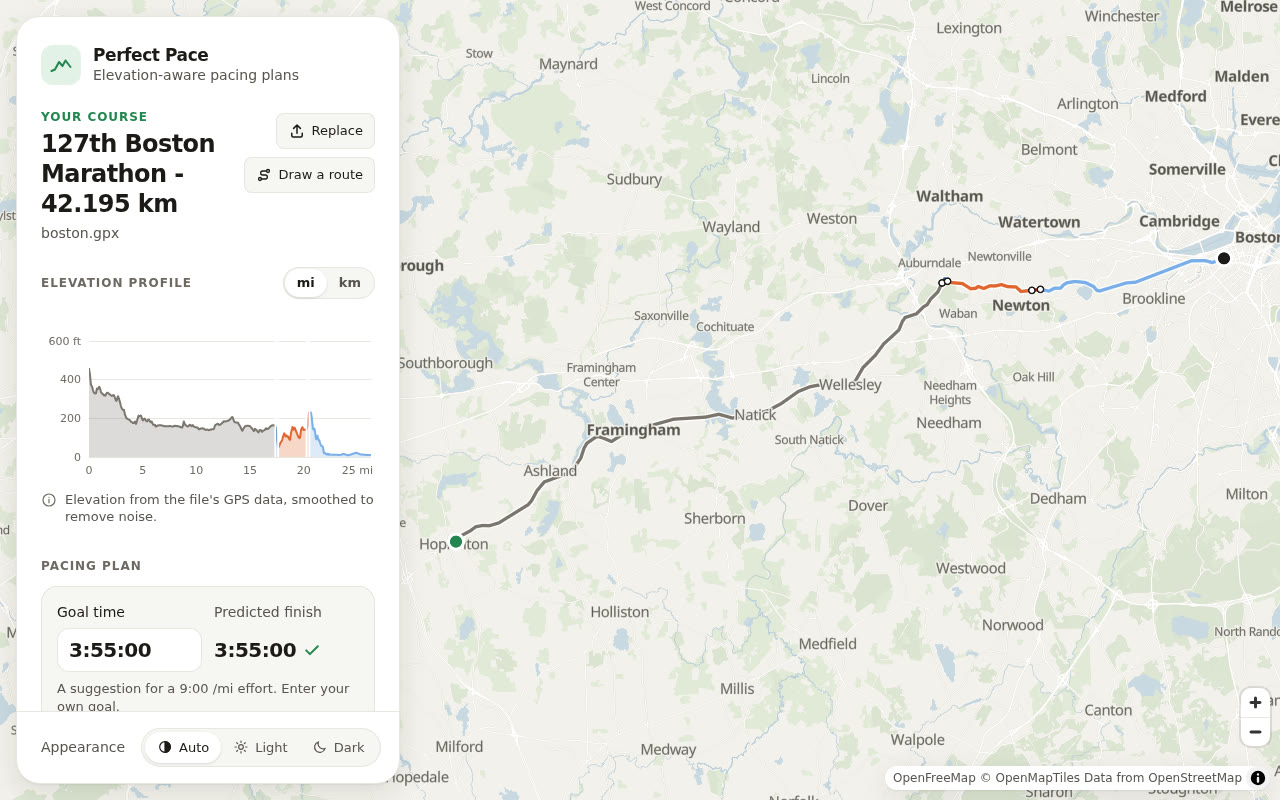 Perfect Pace
Elevation-aware pacing plans
YOUR COURSE
127th Boston
Marathon -
42.195 km
boston.gpx
Replace
Draw a route
ELEVATION PROFILE
mi
km
600 ft
400
200
0
0
5
10
15
20
25 mi
Elevation from the file's GPS data, smoothed to
remove noise.
PACING PLAN
Goal time
Predicted finish
3:55:00
3:55:00
A suggestion for a 9:00 /mi effort. Enter your
own goal.
Appearance
Auto
Light
Dark
West Concord
Concord
Melrose
Winchester
Lexington
Stow
Maynard
Lincoln
Malden
Medford
Arlington
Belmont
Somerville
Sudbury
Waltham
Weston
Watertown
Cambridge
Wayland
Boston
Auburndale
Newtonville
Newton
Brookline
Waban
Saxonville
Cochituate
Southborough
Framingham
Center
Wellesley
Needham
Heights
Oak Hill
Natick
Needham
Framingham
South Natick
Ashland
Dover
Dedham
Milton
Sherborn
Hopkinton
Westwood
Holliston
Norwood
Medfield
Millis
Canton
Milford
Medway
Walpole
Sharon
Stoughton
OpenFreeMap © OpenMapTiles Data from OpenStreetMap